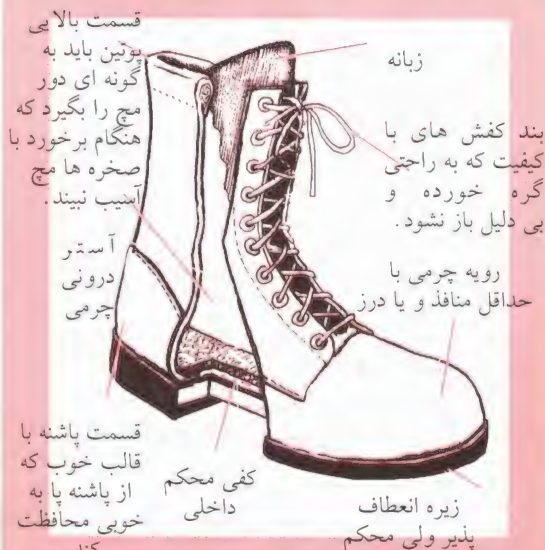 قسمت بالا یی
پوتین باید به
گونه ای دور
مچ را بگیرد که
هنگام برخورد با
صخره ها مچ
آسیب نبیند.
زبانه
بند کفش های با
کیفیت که به راحتی
گره خورده و
بی دلیل باز نشود.
آستر
درونی
چرمی
رویه چرمی با
حداقل منافذ و یا درز
قسمت پاشنه با
قالب خوب که
از پاشنه پا به
خوبی محافظت
کند
کفی محکم
داخلی
زیره انعطاف
پذیر ولی محکم